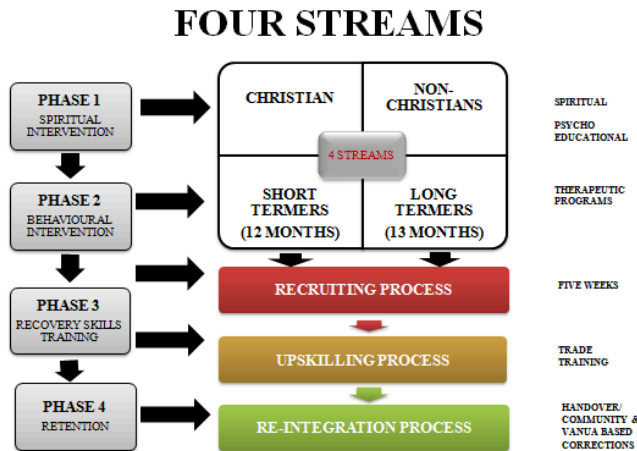 FOUR STREAMS
PHASE 1
SPIRITUAL
INTERVENTION
CHRISTIAN
NON-
CHRISTIANS
SPIRITUAL
PSYCHO
EDUCATIONAL
4 STREAMS
PHASE 2
BEHAVIOURAL
INTERVENTION
SHORT
TERMERS
(12 MONTHS)
LONG
TERMERS
(13 MONTHS)
THERAPEUTIC
PROGRAMS
PHASE 3
RECOVERY SKILLS
TRAINING
RECRUITING PROCESS
FIVE WEEKS
UPSKILLING PROCESS
TRADE
TRAINING
PHASE 4
RETENTION
RE-INTEGRATION PROCESS
HANDOVER/
COMMUNITY &
VANUA BASED
CORRECTIONS